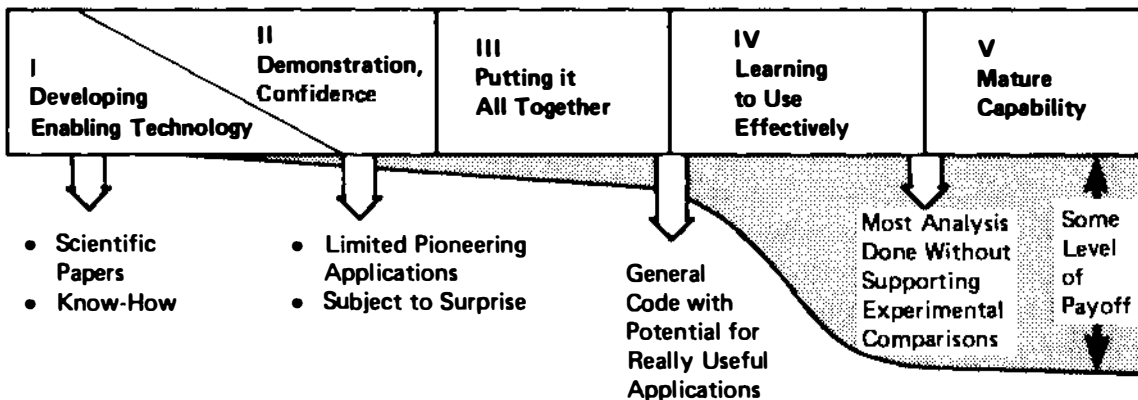 I
Developing
Enabling Technology
II
Demonstration,
Confidence
III
Putting it
All Together
IV
Learning
to Use
Effectively
V
Mature
Capability
• Scientific
Papers
• Know-How
• Limited Pioneering
Applications
• Subject to Surprise
General
Code with
Potential for
Really Useful
Applications
Most Analysis
Done Without
Supporting
Experimental
Comparisons
Some
Level
of
Payoff